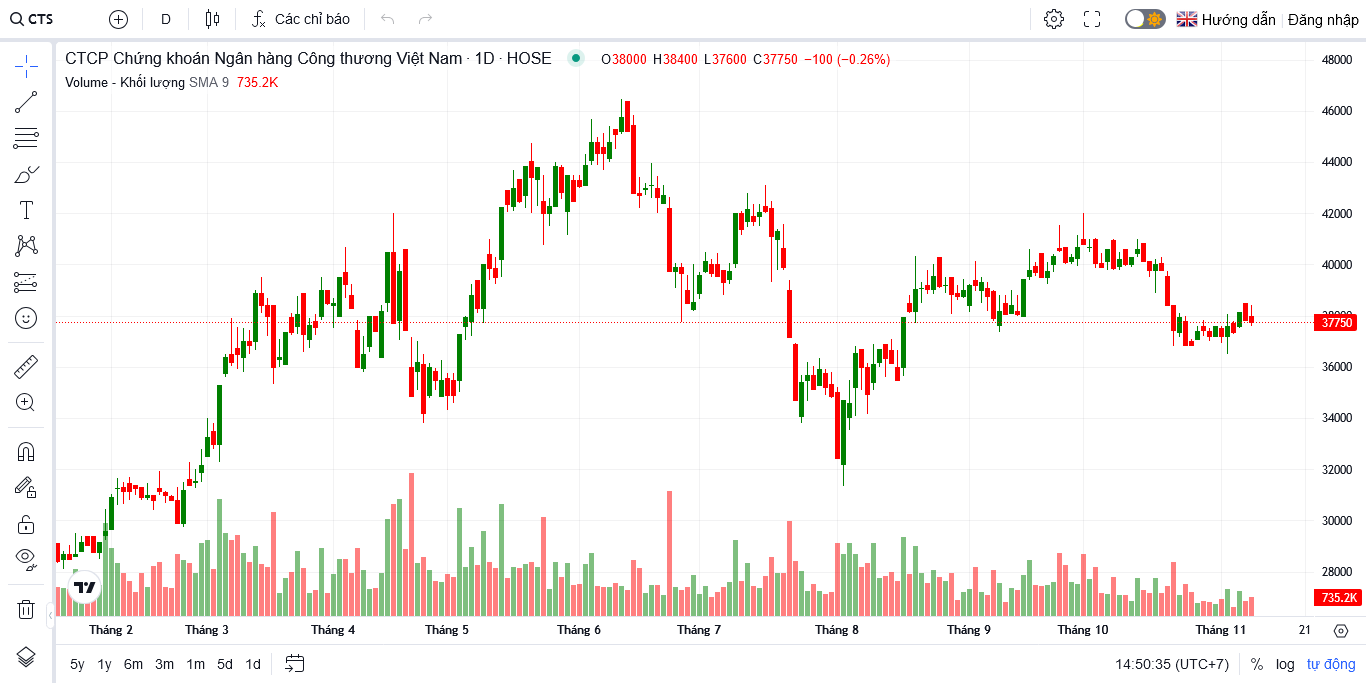 CTS D Các chỉ báo Hướng dẫn Đăng nhập
CTCP Chứng khoán Ngân hàng Công thương Việt Nam · 1D · HOSE O38000 H38400 L37600 C37750 −100 (−0.26%)
Volume - Khối lượng SMA 9 735.2K
48000
46000
44000
42000
40000
38000
37750
36000
34000
32000
30000
28000
735.2K
Tháng 2 Tháng 3 Tháng 4 Tháng 5 Tháng 6 Tháng 7 Tháng 8 Tháng 9 Tháng 10 Tháng 11 21
5y 1y 6m 3m 1m 5d 1d 14:50:35 (UTC+7) % log tự động